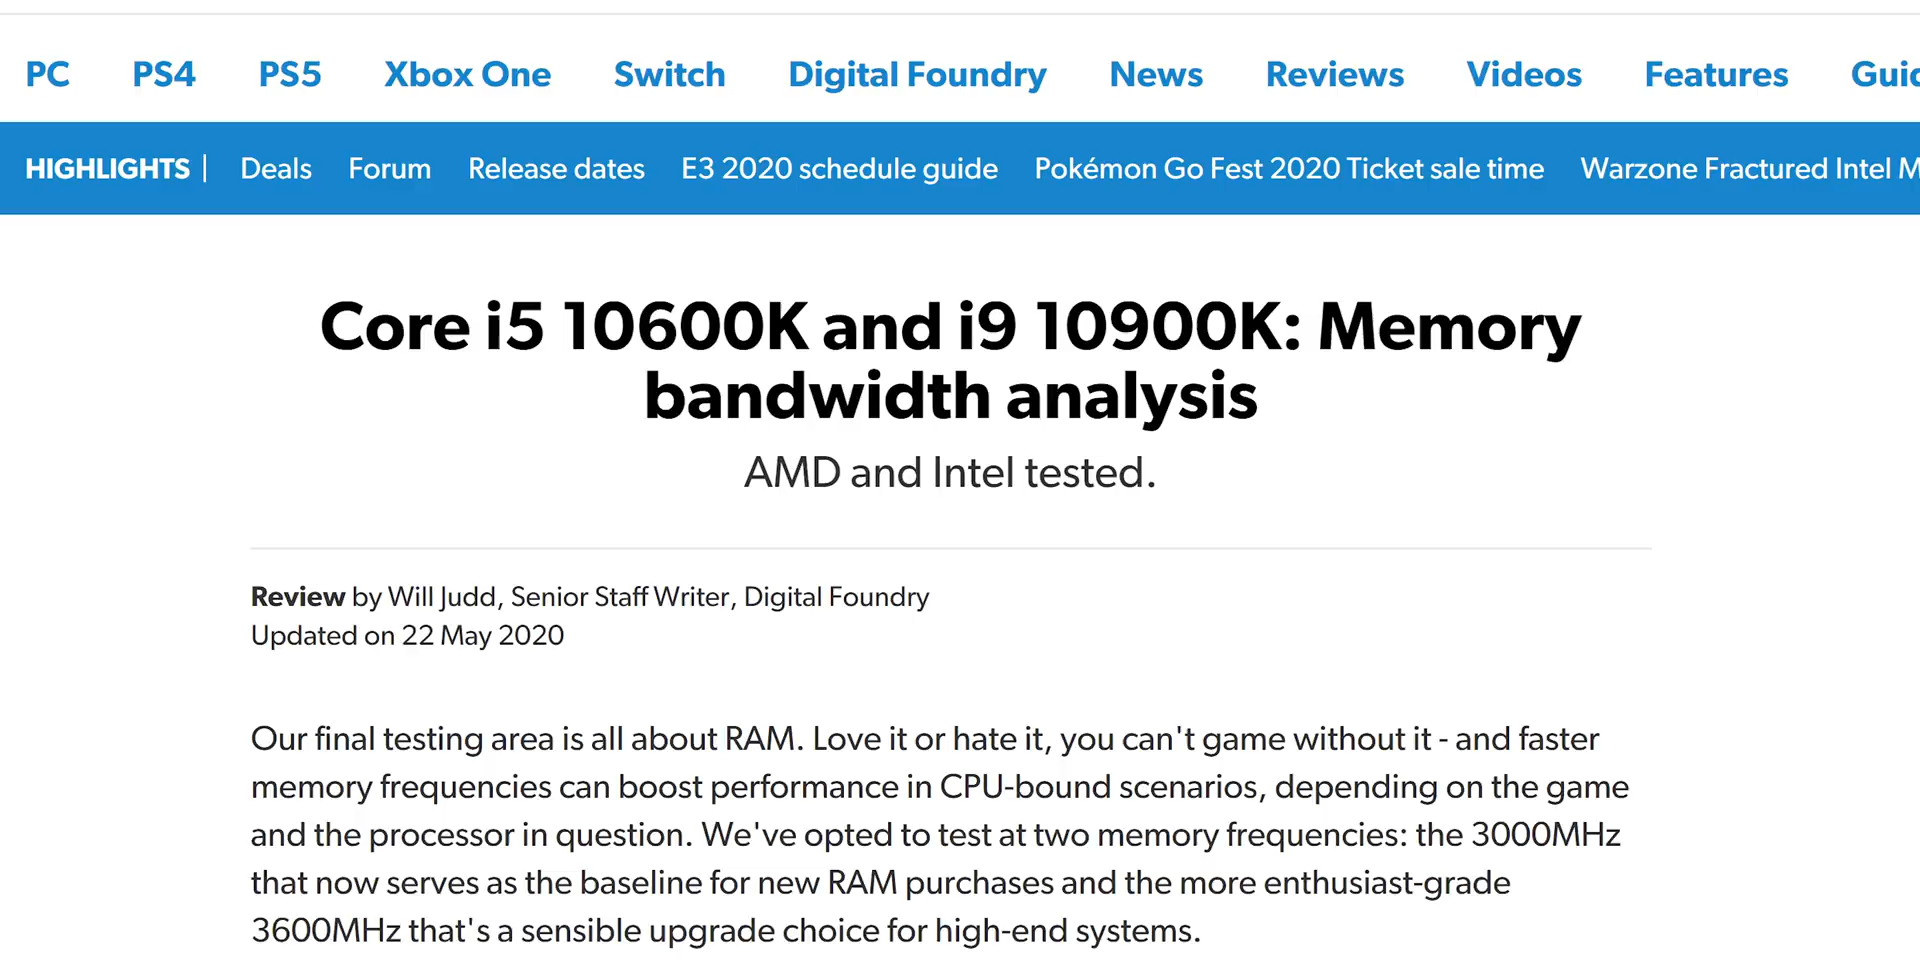 PC PS4 PS5 Xbox One Switch Digital Foundry News Reviews Videos Features
HIGHLIGHTS | Deals Forum Release dates E3 2020 schedule guide Pokémon Go Fest 2020 Ticket sale time Warzone Fractured Intel
Core i5 10600K and i9 10900K: Memory
bandwidth analysis
AMD and Intel tested.
Review by Will Judd, Senior Staff Writer, Digital Foundry
Updated on 22 May 2020
Our final testing area is all about RAM. Love it or hate it, you can't game without it - and faster
memory frequencies can boost performance in CPU-bound scenarios, depending on the game
and the processor in question. We've opted to test at two memory frequencies: the 3000MHz
that now serves as the baseline for new RAM purchases and the more enthusiast-grade
3600MHz that's a sensible upgrade choice for high-end systems.